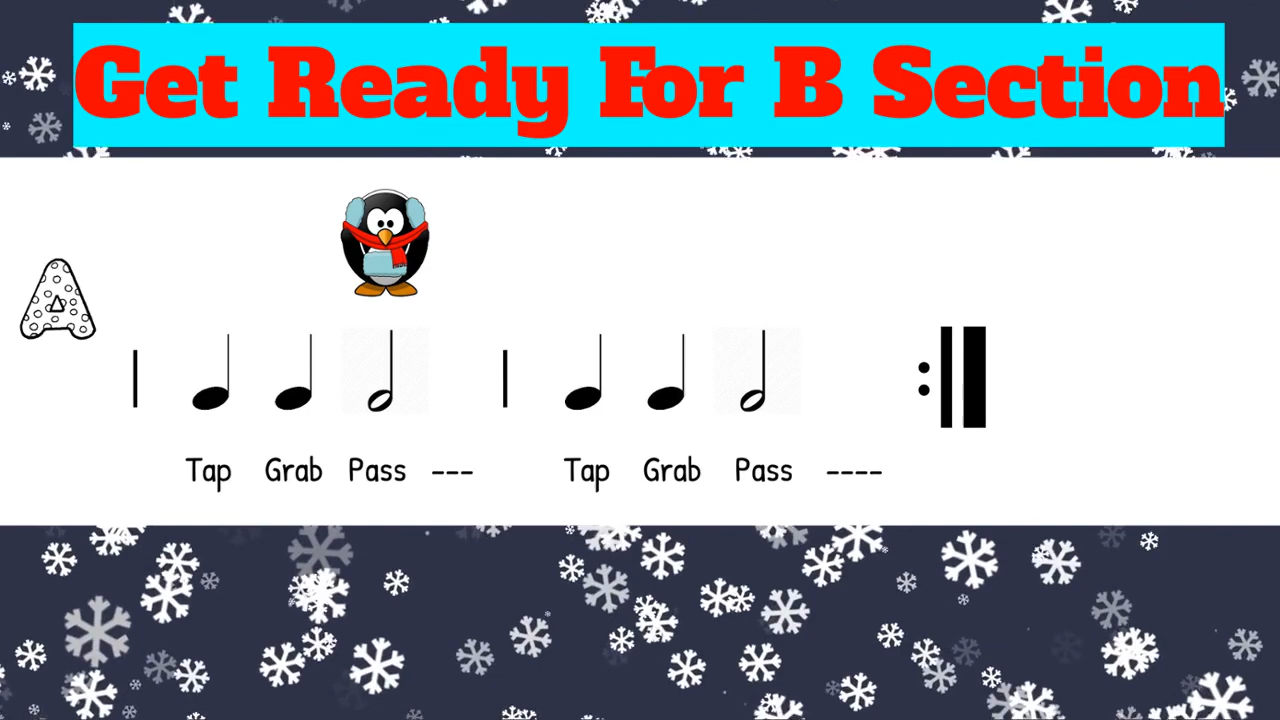 Get Ready For B Section
A
Tap Grab Pass --- Tap Grab Pass ----